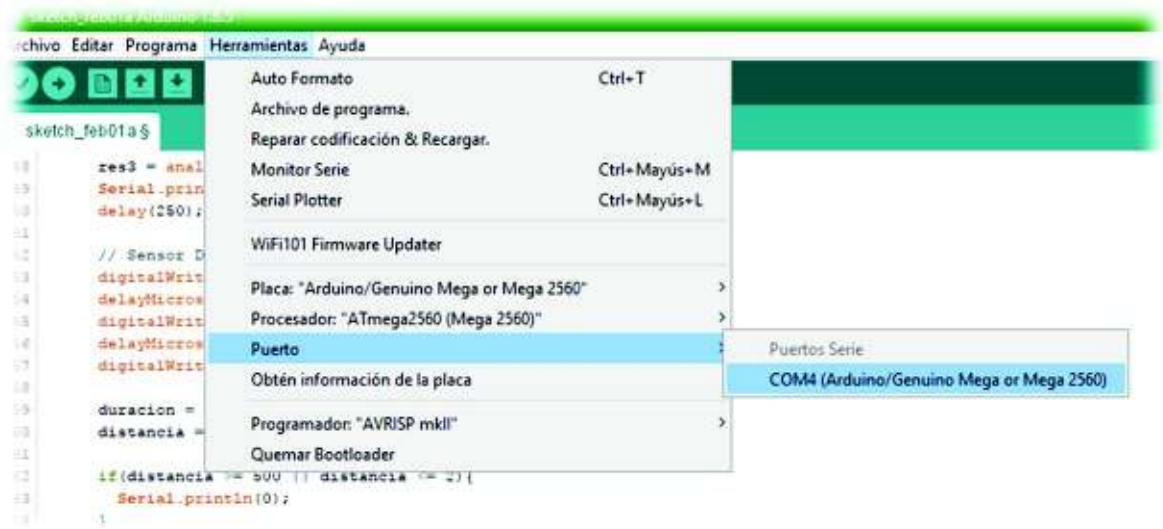 sketch_feb01a Arduino
Editar Programa Herramientas Ayuda
sketch_feb01a §
Auto Formato Ctrl+T
Archivo de programa.
Reparar codificación & Recargar.
Monitor Serie Ctrl+Mayús+M
Serial Plotter Ctrl+Mayús+L
WiFi101 Firmware Updater
Placa: "Arduino/Genuino Mega or Mega 2560"
Procesador: "ATmega2560 (Mega 2560)"
Puerto
Obtén información de la placa
Programador: "AVRISP mkII"
Quemar Bootloader
Puertos Serie
COM4 (Arduino/Genuino Mega or Mega 2560)
res3 = anal
Serial.prin
delay(250);
// Sensor D
digitalWrit
delayMicros
digitalWrit
delayMicros
digitalWrit
duracion =
distancia =
if(distancia >= 500 || distancia <= 2){
Serial.println(0);
}